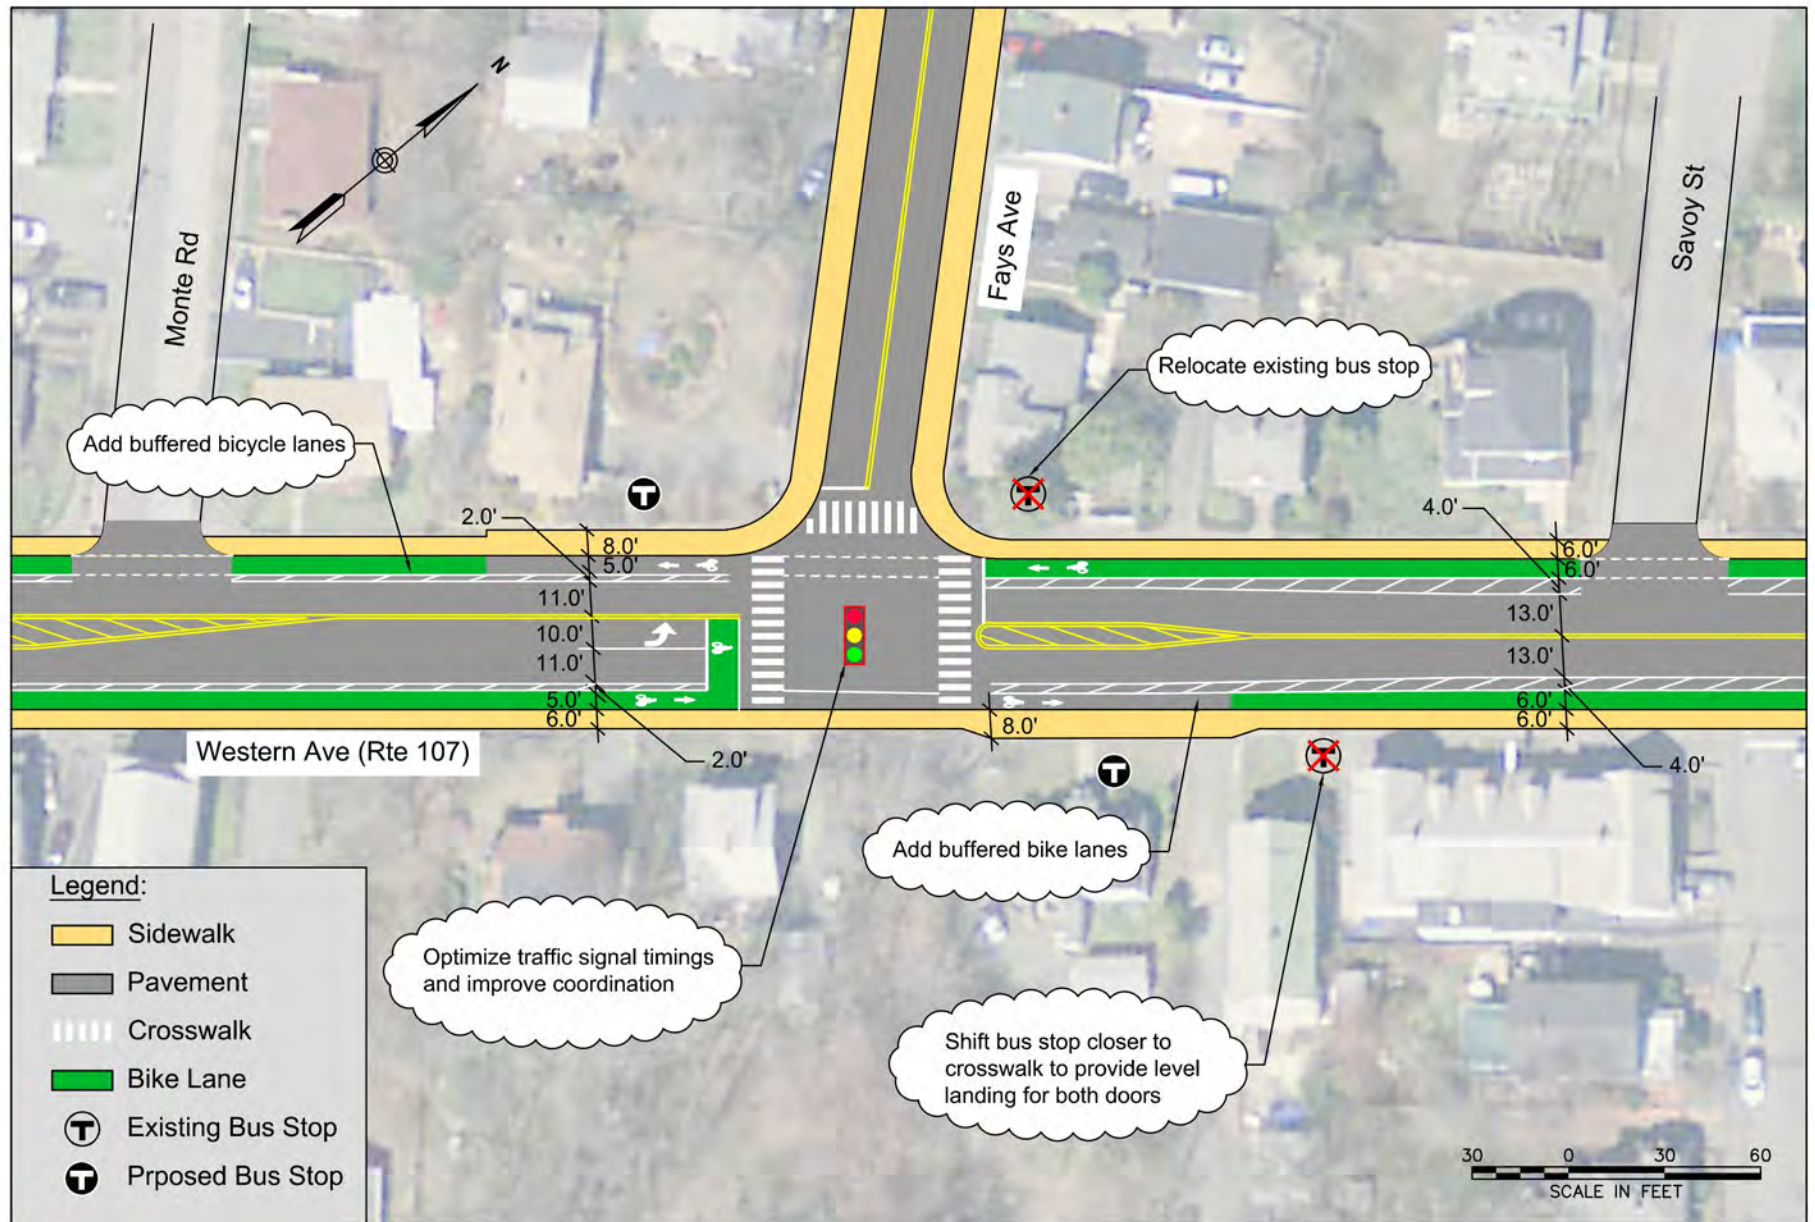 N
Monte Rd
Fays Ave
Savoy St
Relocate existing bus stop
Add buffered bicycle lanes
T
T
2.0'
8.0'
5.0'
11.0'
10.0'
11.0'
5.0'
6.0'
2.0'
4.0'
6.0'
6.0'
13.0'
13.0'
6.0'
6.0'
4.0'
8.0'
Western Ave (Rte 107)
T
T
Add buffered bike lanes
Optimize traffic signal timings
and improve coordination
Shift bus stop closer to
crosswalk to provide level
landing for both doors
Legend:
Sidewalk
Pavement
Crosswalk
Bike Lane
T Existing Bus Stop
T Prposed Bus Stop
30 0 30 60
SCALE IN FEET